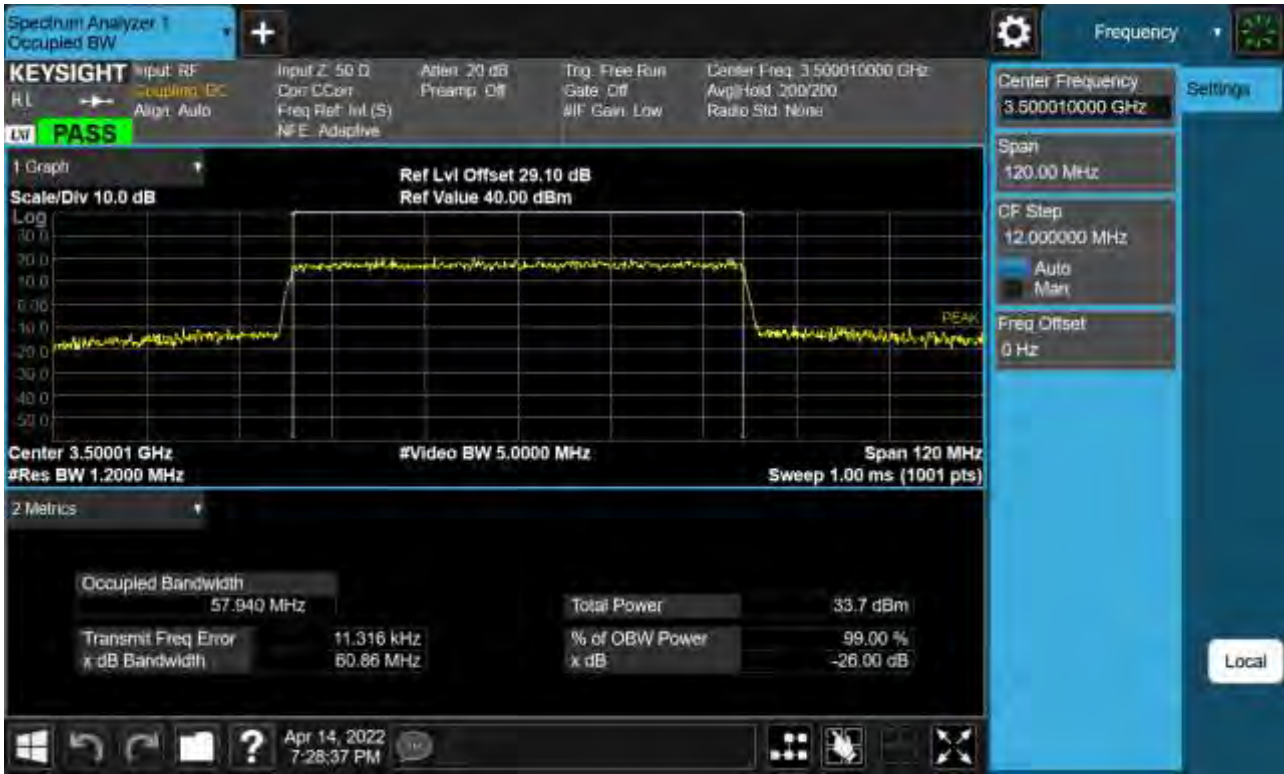 Spectrum Analyzer 1
Occupied BW
+
Frequency
KEYSIGHT
RL
PASS
Input: RF
Coupling: DC
Align: Auto
Input Z: 50 Ω
Corr CCorr
Freq Ref: Int (S)
NFE: Adaptive
Atten: 20 dB
Preamp: Off
Trig: Free Run
Gate: Off
#IF Gain: Low
Center Freq: 3.500010000 GHz
Avg|Hold: 200/200
Radio Std: None
1 Graph
Scale/Div 10.0 dB
Ref Lvl Offset 29.10 dB
Ref Value 40.00 dBm
Log
30.0
20.0
10.0
0.00
-10.0
-20.0
-30.0
-40.0
-50.0
PEAK
Center 3.50001 GHz
#Video BW 5.0000 MHz
Span 120 MHz
#Res BW 1.2000 MHz
Sweep 1.00 ms (1001 pts)
2 Metrics
Occupied Bandwidth
57.940 MHz
Total Power 33.7 dBm
Transmit Freq Error 11.316 kHz
% of OBW Power 99.00 %
x dB Bandwidth 60.86 MHz
x dB -26.00 dB
Center Frequency
3.500010000 GHz
Settings
Span
120.00 MHz
CF Step
12.000000 MHz
Auto
Man
Freq Offset
0 Hz
Local
?
Apr 14, 2022
7:28:37 PM